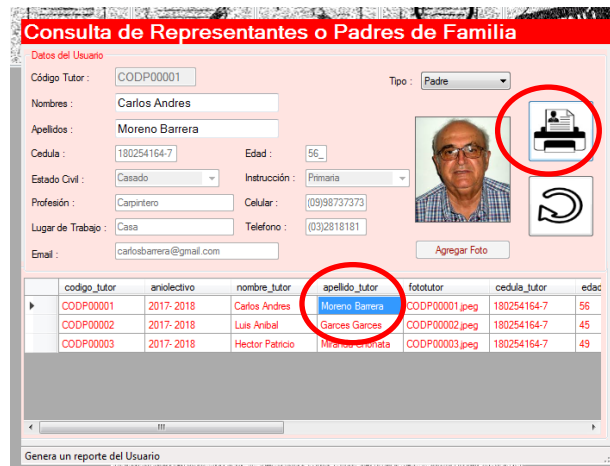 Consulta de Representantes o Padres de Familia
Datos del Usuario
Código Tutor : CODP00001 Tipo : Padre
Nombres : Carlos Andres
Apellidos : Moreno Barrera
Cedula : 180254164-7 Edad : 56_
Estado Civil : Casado Instrucción : Primaria
Profesión : Carpintero Celular : (09)98737373
Lugar de Trabajo : Casa Telefono : (03)2818181
Email : carlosbarrera@gmail.com Agregar Foto
codigo_tutor aniolectivo nombre_tutor apellido_tutor fototutor cedula_tutor edad
CODP00001 2017- 2018 Carlos Andres Moreno Barrera CODP00001.jpeg 180254164-7 56
CODP00002 2017- 2018 Luis Anibal Garces Garces CODP00002.jpeg 180254164-7 45
CODP00003 2017- 2018 Hector Patricio Miranda CODP00003.jpeg 180254164-7 49
Genera un reporte del Usuario